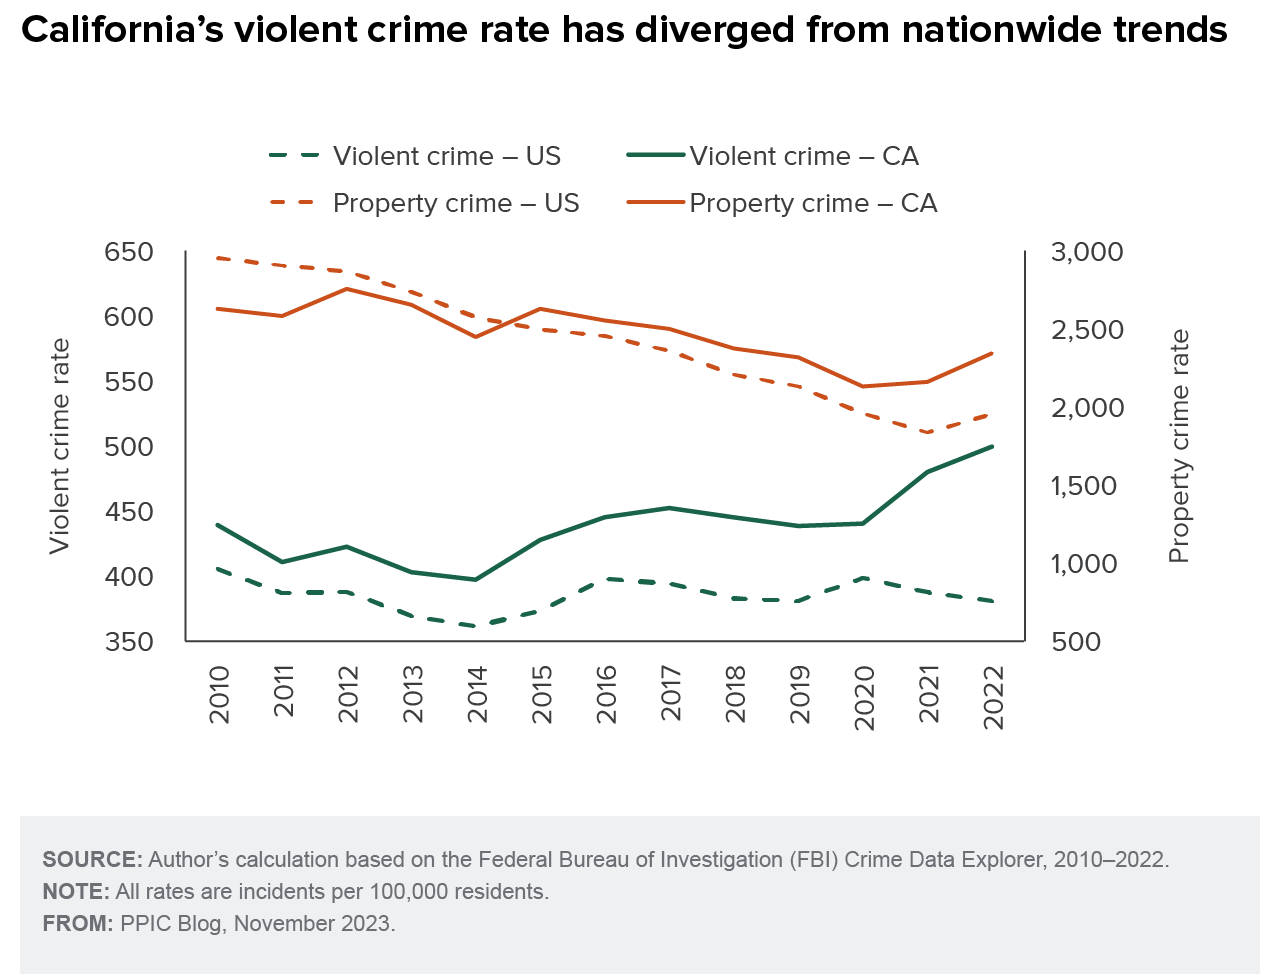 California’s violent crime rate has diverged from nationwide trends
Violent crime – US
Violent crime – CA
Property crime – US
Property crime – CA
Violent crime rate
650
600
550
500
450
400
350
3,000
2,500
2,000
1,500
1,000
500
Property crime rate
2010
2011
2012
2013
2014
2015
2016
2017
2018
2019
2020
2021
2022
SOURCE: Author’s calculation based on the Federal Bureau of Investigation (FBI) Crime Data Explorer, 2010–2022.
NOTE: All rates are incidents per 100,000 residents.
FROM: PPIC Blog, November 2023.